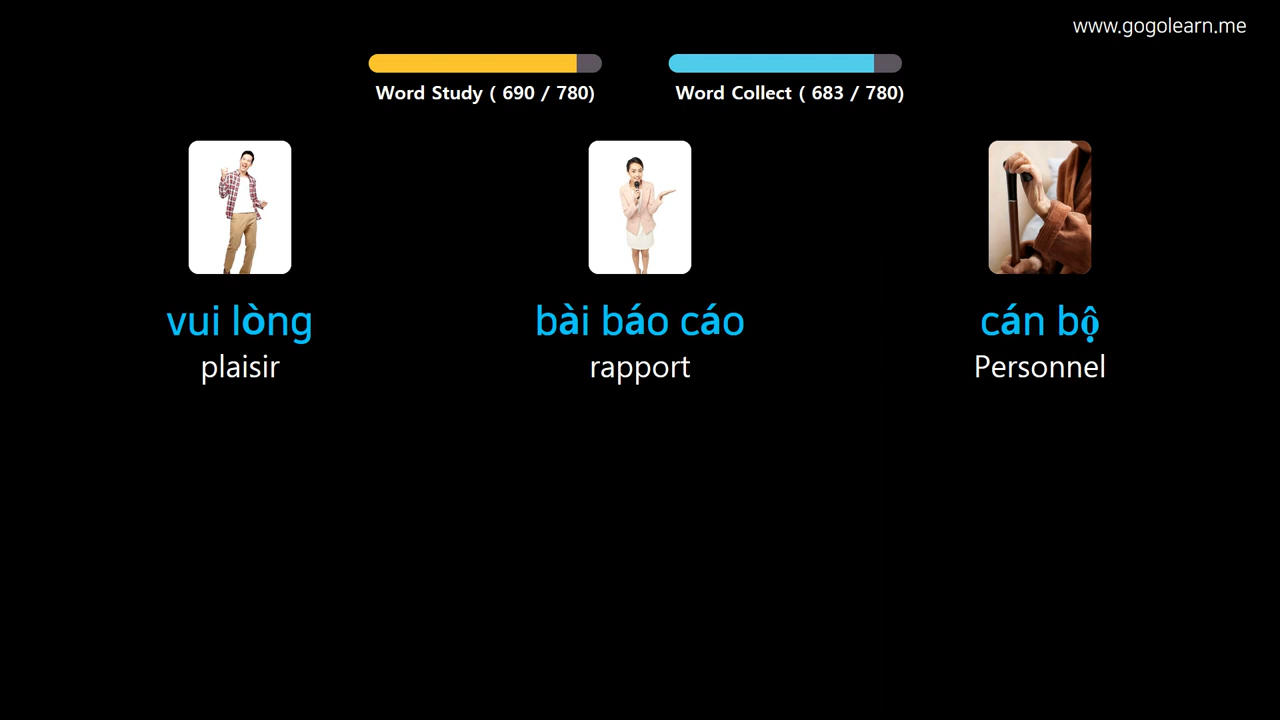 www.gogolearn.me
Word Study ( 690 / 780)
Word Collect ( 683 / 780)
vui lòng
bài báo cáo
cán bộ
plaisir
rapport
Personnel